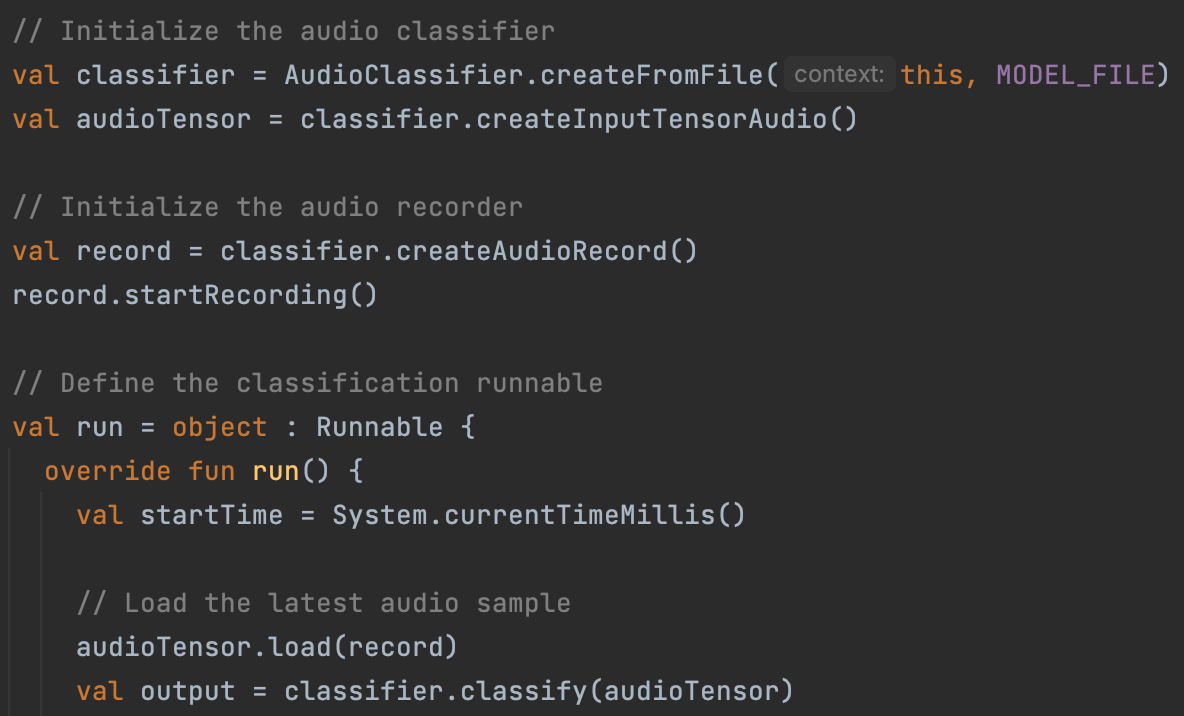 // Initialize the audio classifier
val classifier = AudioClassifier.createFromFile( context: this, MODEL_FILE)
val audioTensor = classifier.createInputTensorAudio()
// Initialize the audio recorder
val record = classifier.createAudioRecord()
record.startRecording()
// Define the classification runnable
val run = object : Runnable {
override fun run() {
val startTime = System.currentTimeMillis()
// Load the latest audio sample
audioTensor.load(record)
val output = classifier.classify(audioTensor)